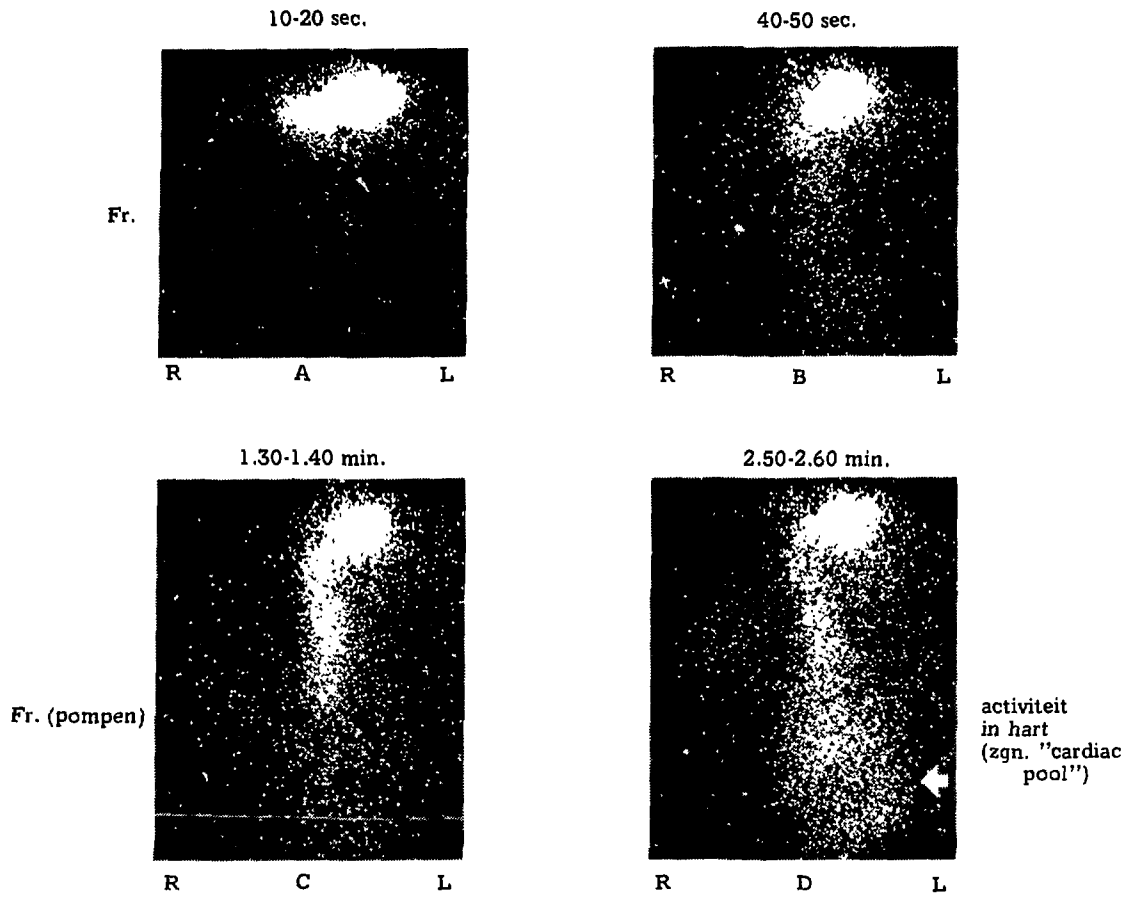 10-20 sec.
40-50 sec.
Fr.
R A L
R B L
1.30-1.40 min.
2.50-2.60 min.
Fr. (pompen)
activiteit
in hart
(zgn. "cardiac
pool")
R C L
R D L